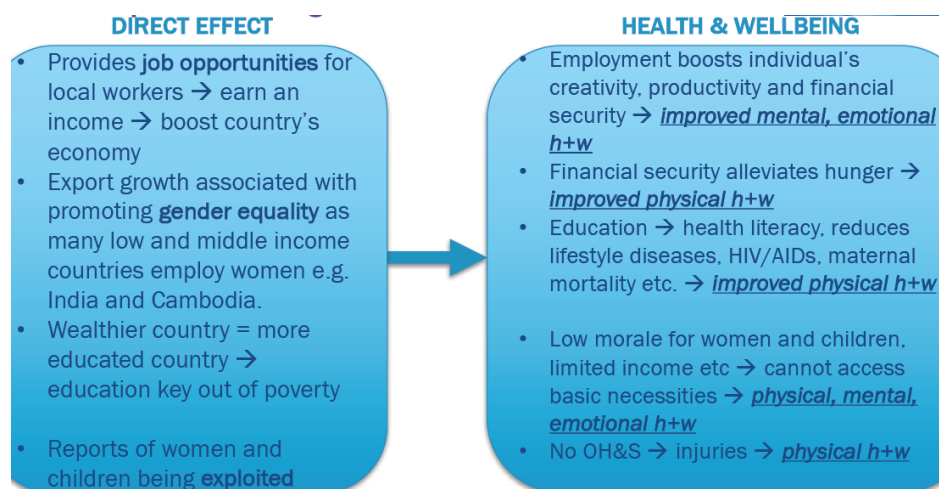 DIRECT EFFECT
• Provides job opportunities for
local workers → earn an
income → boost country's
economy
• Export growth associated with
promoting gender equality as
many low and middle income
countries employ women e.g.
India and Cambodia.
• Wealthier country = more
educated country →
education key out of poverty
• Reports of women and
children being exploited
HEALTH & WELLBEING
• Employment boosts individual's
creativity, productivity and financial
security → improved mental, emotional
h+w
• Financial security alleviates hunger →
improved physical h+w
• Education → health literacy, reduces
lifestyle diseases, HIV/AIDs, maternal
mortality etc. → improved physical h+w
• Low morale for women and children,
limited income etc → cannot access
basic necessities → physical, mental,
emotional h+w
• No OH&S → injuries → physical h+w